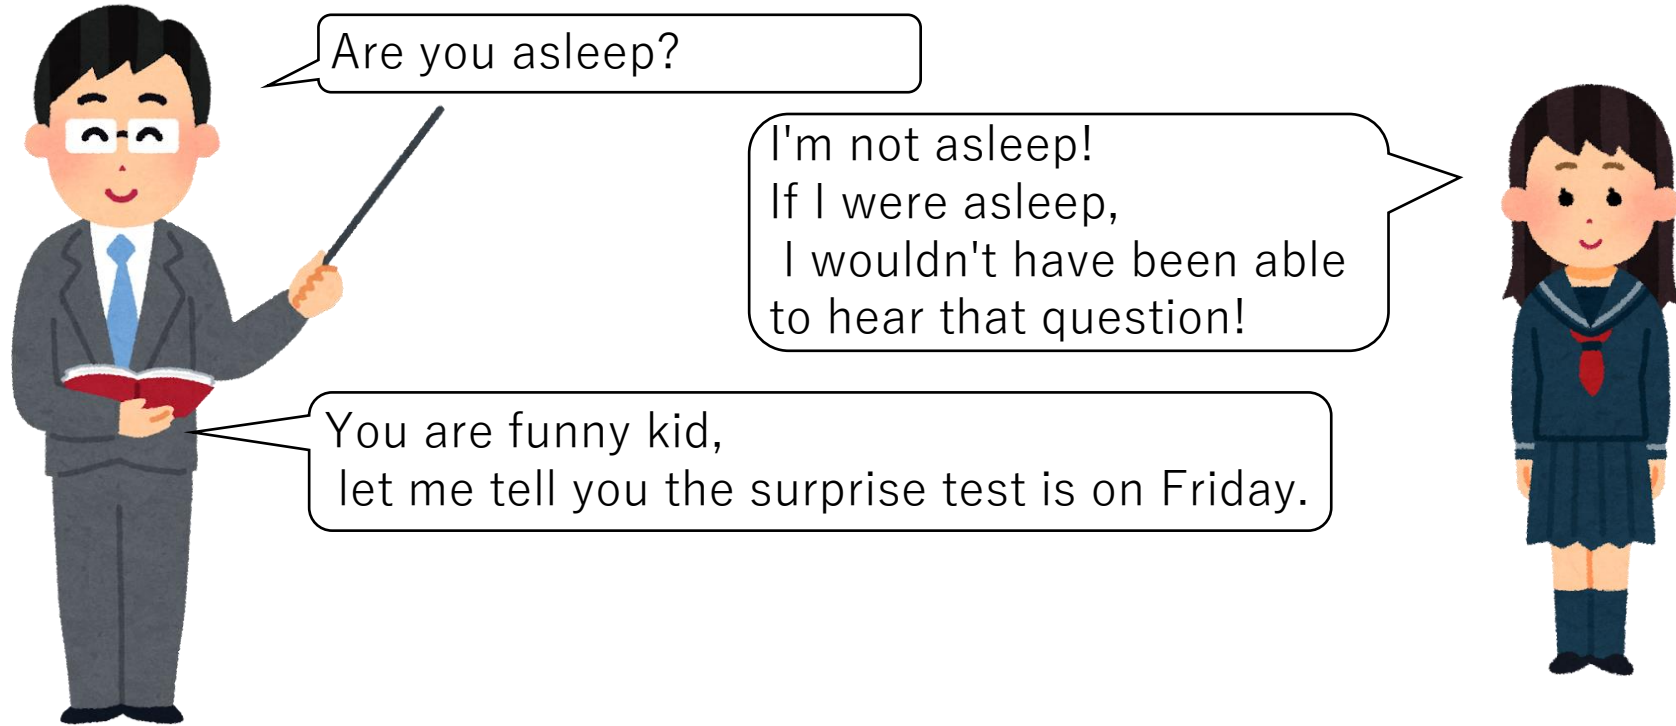 Are you asleep?
I'm not asleep!
If I were asleep,
I wouldn't have been able
to hear that question!
You are funny kid,
let me tell you the surprise test is on Friday.